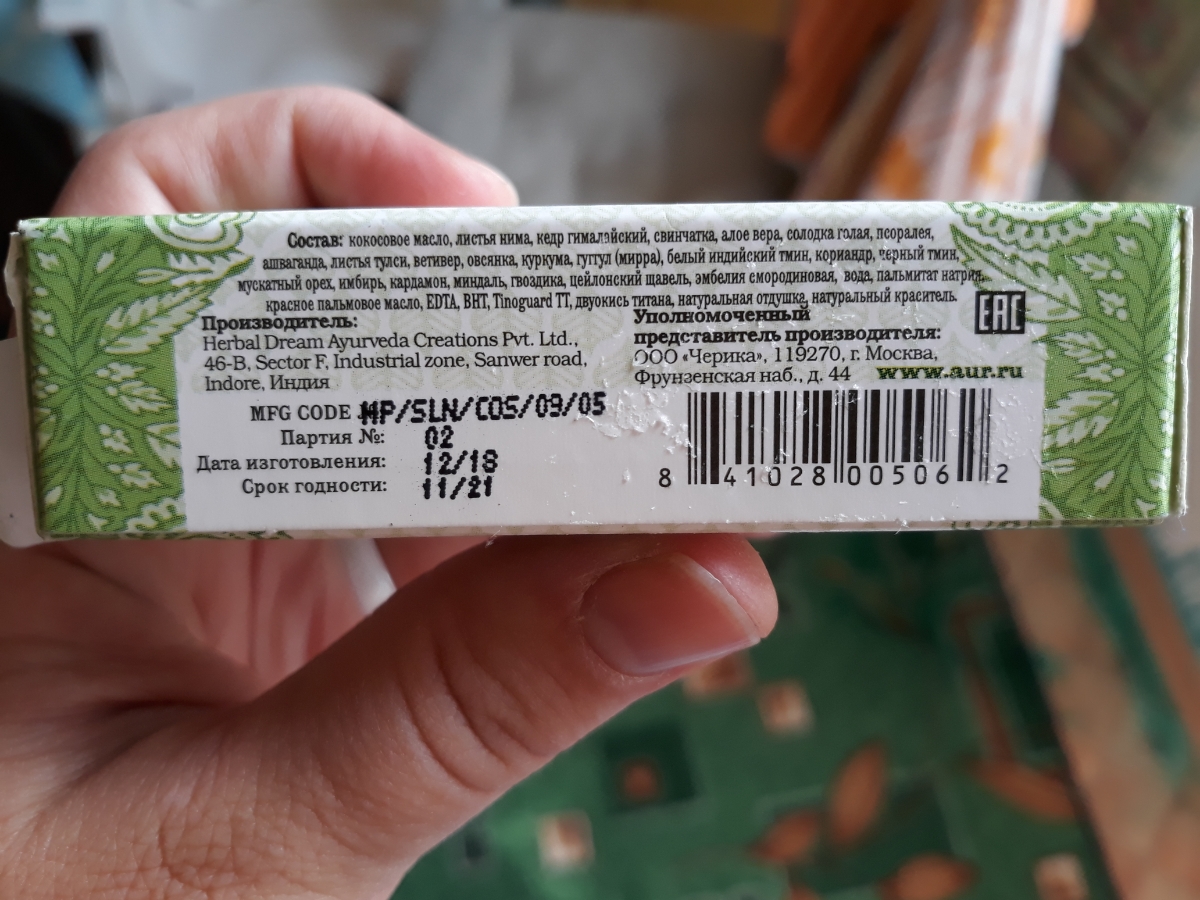 Состав: кокосовое масло, листья нима, кедр гималайский, свинчатка, алое вера, солодка голая, псоралея,
ашваганда, листья тулси, ветивер, овсянка, куркума, гуггул (мирра), белый индийский тмин, кориандр, черный тмин,
мускатный орех, имбирь, кардамон, миндаль, гвоздика, цейлонский щавель, эмбелия смородиновая, вода, пальмитат натрия,
красное пальмовое масло, EDTA, BHT, Tinoguard TT, двуокись титана, натуральная отдушка, натуральный краситель.
EAC
Производитель:
Herbal Dream Ayurveda Creations Pvt. Ltd.,
46-B, Sector F, Industrial zone, Sanwer road,
Indore, Индия
Уполномоченный
представитель производителя:
ООО «Черика», 119270, г. Москва,
Фрунзенская наб., д. 44 www.aur.ru
MFG CODE MP/SLN/COS/09/05
Партия №: 02
Дата изготовления: 12/18
Срок годности: 11/21
8 41028 00506 2